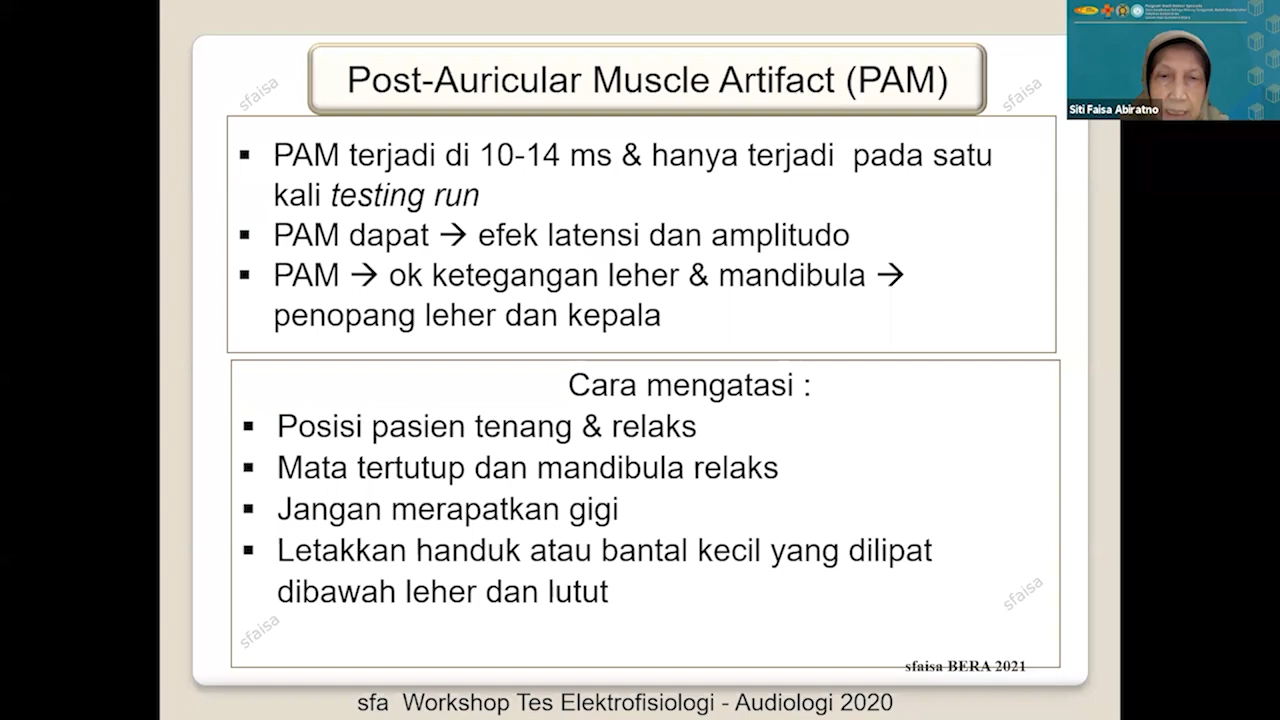 Post-Auricular Muscle Artifact (PAM)
sfaisa
sfaisa
Siti Faisa Abiratno
▪ PAM terjadi di 10-14 ms & hanya terjadi pada satu
kali testing run
▪ PAM dapat → efek latensi dan amplitudo
▪ PAM → ok ketegangan leher & mandibula →
penopang leher dan kepala
Cara mengatasi :
▪ Posisi pasien tenang & relaks
▪ Mata tertutup dan mandibula relaks
▪ Jangan merapatkan gigi
▪ Letakkan handuk atau bantal kecil yang dilipat
dibawah leher dan lutut
sfaisa
sfaisa
sfaisa BERA 2021
sfa Workshop Tes Elektrofisiologi - Audiologi 2020